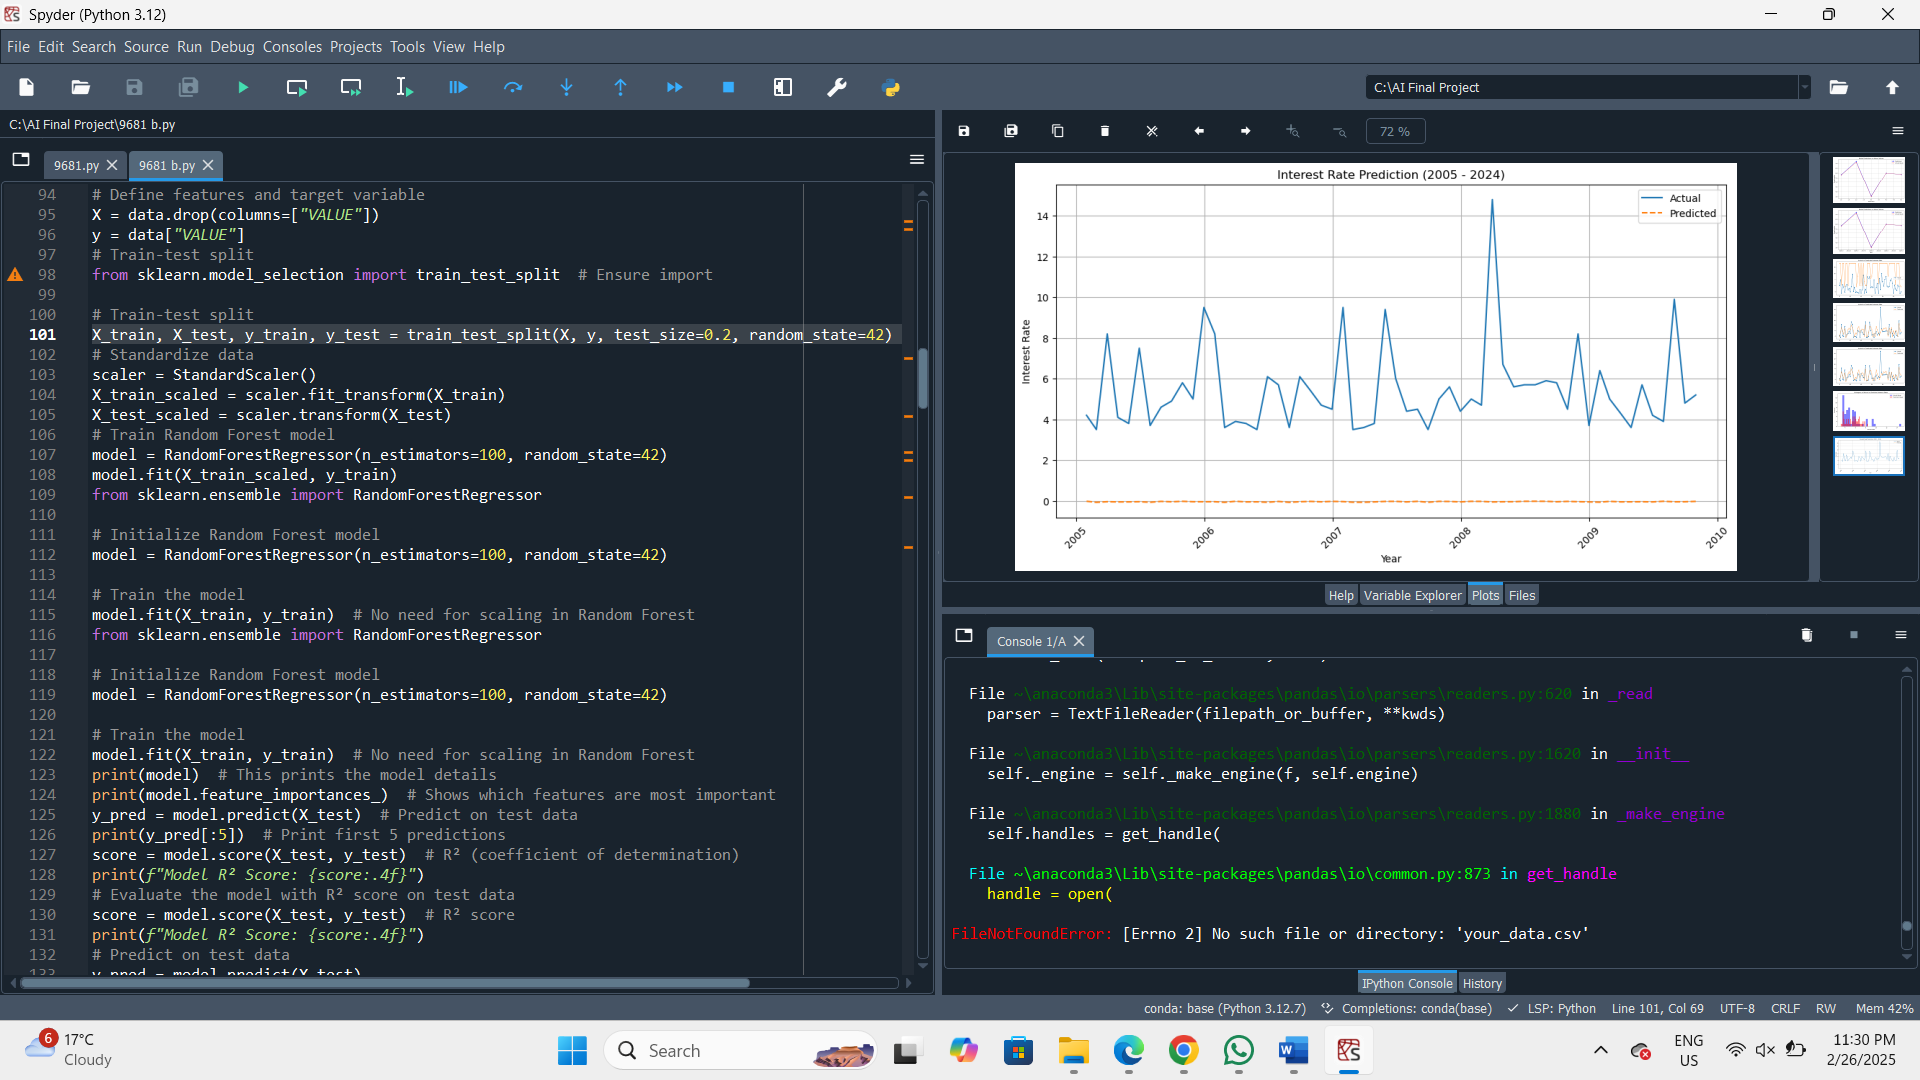 Spyder (Python 3.12)
File Edit Search Source Run Debug Consoles Projects Tools View Help
C:\AI Final Project
C:\AI Final Project\9681 b.py
9681.py
9681 b.py
94 # Define features and target variable
95 X = data.drop(columns=["VALUE"])
96 y = data["VALUE"]
97 # Train-test split
98 from sklearn.model_selection import train_test_split  # Ensure import
99
100 # Train-test split
101 X_train, X_test, y_train, y_test = train_test_split(X, y, test_size=0.2, random_state=42)
102 # Standardize data
103 scaler = StandardScaler()
104 X_train_scaled = scaler.fit_transform(X_train)
105 X_test_scaled = scaler.transform(X_test)
106 # Train Random Forest model
107 model = RandomForestRegressor(n_estimators=100, random_state=42)
108 model.fit(X_train_scaled, y_train)
109 from sklearn.ensemble import RandomForestRegressor
110
111 # Initialize Random Forest model
112 model = RandomForestRegressor(n_estimators=100, random_state=42)
113
114 # Train the model
115 model.fit(X_train, y_train)  # No need for scaling in Random Forest
116 from sklearn.ensemble import RandomForestRegressor
117
118 # Initialize Random Forest model
119 model = RandomForestRegressor(n_estimators=100, random_state=42)
120
121 # Train the model
122 model.fit(X_train, y_train)  # No need for scaling in Random Forest
123 print(model)  # This prints the model details
124 print(model.feature_importances_)  # Shows which features are most important
125 y_pred = model.predict(X_test)  # Predict on test data
126 print(y_pred[:5])  # Print first 5 predictions
127 score = model.score(X_test, y_test)  # R² (coefficient of determination)
128 print(f"Model R² Score: {score:.4f}")
129 # Evaluate the model with R² score on test data
130 score = model.score(X_test, y_test)  # R² score
131 print(f"Model R² Score: {score:.4f}")
132 # Predict on test data
133 y_pred = model.predict(X_test)
72 %
Interest Rate Prediction (2005 - 2024)
Actual
Predicted
14
12
10
8
6
4
2
0
Interest Rate
2005 2006 2007 2008 2009 2010
Year
Help Variable Explorer Plots Files
Console 1/A
File ~\anaconda3\Lib\site-packages\pandas\io\parsers\readers.py:620 in _read
parser = TextFileReader(filepath_or_buffer, **kwds)
File ~\anaconda3\Lib\site-packages\pandas\io\parsers\readers.py:1620 in __init__
self._engine = self._make_engine(f, self.engine)
File ~\anaconda3\Lib\site-packages\pandas\io\parsers\readers.py:1880 in _make_engine
self.handles = get_handle(
File ~\anaconda3\Lib\site-packages\pandas\io\common.py:873 in get_handle
handle = open(
FileNotFoundError: [Errno 2] No such file or directory: 'your_data.csv'
IPython Console History
conda: base (Python 3.12.7) Completions: conda(base) LSP: Python Line 101, Col 69 UTF-8 CRLF RW Mem 42%
6
17°C
Cloudy
Search
ENG
US
11:30 PM
2/26/2025